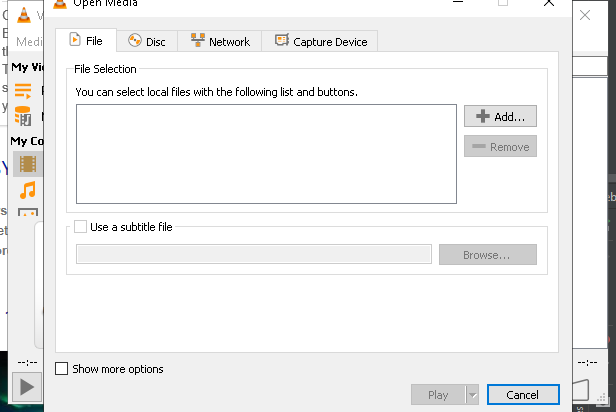 Open Media
Medi
File
Disc
Network
Capture Device
My Vi
File Selection
You can select local files with the following list and buttons.
Add...
Remove
My Co
Use a subtitle file
Browse...
--:--
Show more options
--:--
Play
Cancel